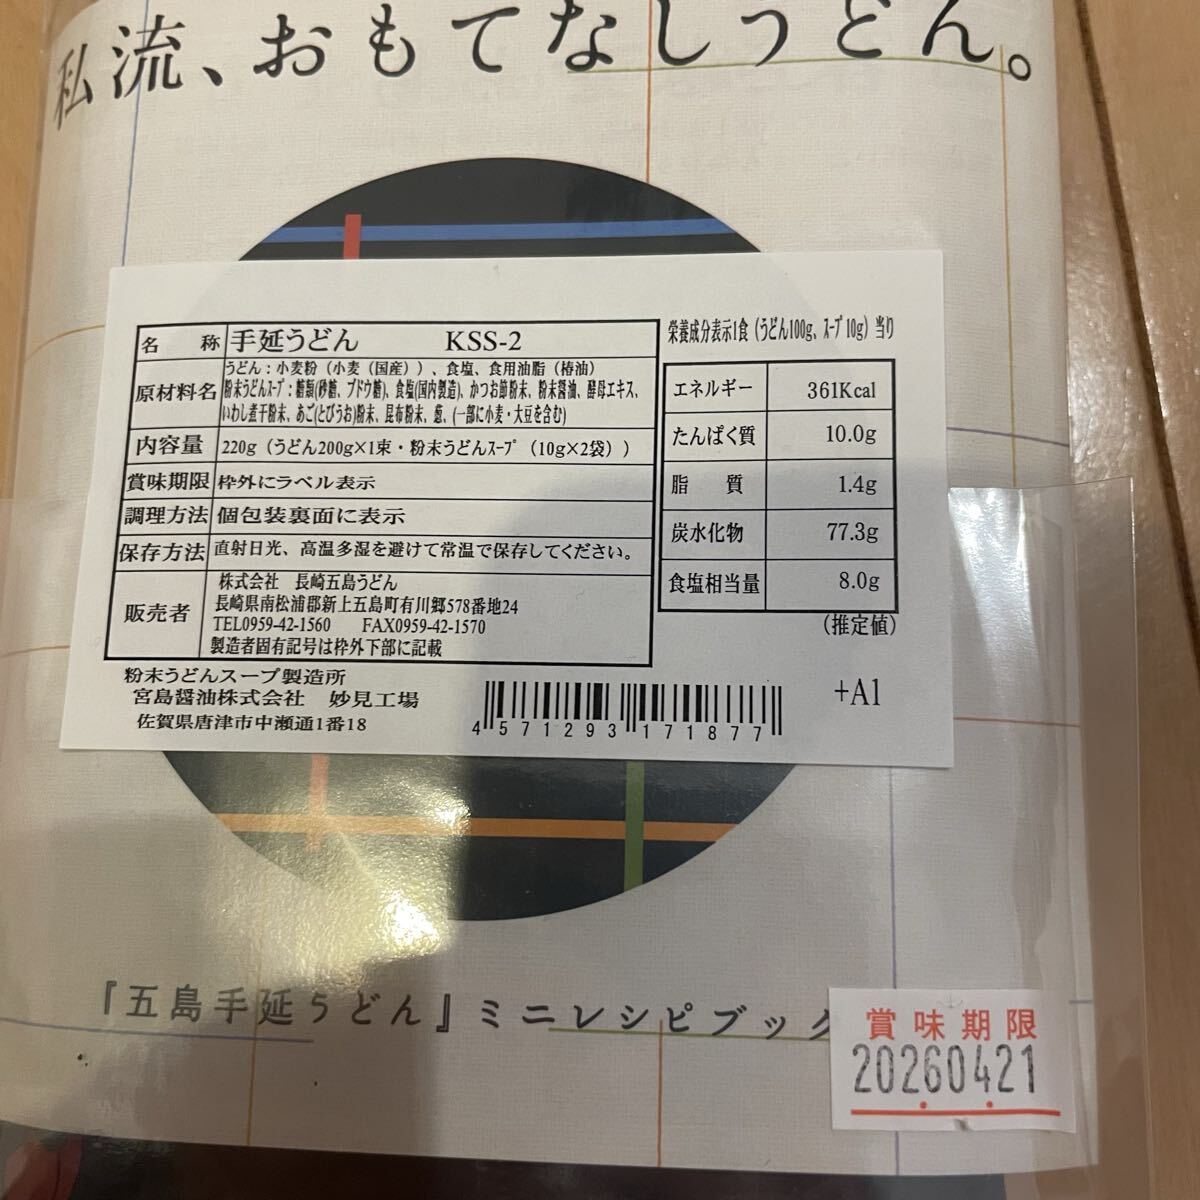 私流、おもてなしうどん。
名称 手延うどん KSS-2
原材料名 うどん：小麦粉（小麦（国産））、食塩、食用油脂（椿油）
粉末うどんスープ：糖類(砂糖、ブドウ糖)、食塩(国内製造)、かつお節粉末、粉末醤油、酵母エキス、
いわし煮干粉末、あご(とびうお)粉末、昆布粉末、葱、(一部に小麦・大豆を含む)
内容量 220g（うどん200g×1束・粉末うどんスープ（10g×2袋））
賞味期限 枠外にラベル表示
調理方法 個包装裏面に表示
保存方法 直射日光、高温多湿を避けて常温で保存してください。
販売者 株式会社 長崎五島うどん
長崎県南松浦郡新上五島町有川郷578番地24
TEL0959-42-1560 FAX0959-42-1570
製造者固有記号は枠外下部に記載
粉末うどんスープ製造所
宮島醤油株式会社 妙見工場
佐賀県唐津市中瀬通1番18
4571293171877
栄養成分表示1食（うどん100g、スープ10g）当り
エネルギー 361Kcal
たんぱく質 10.0g
脂質 1.4g
炭水化物 77.3g
食塩相当量 8.0g
（推定値）
+A1
『五島手延うどん』ミニレシピブック
賞味期限
20260421